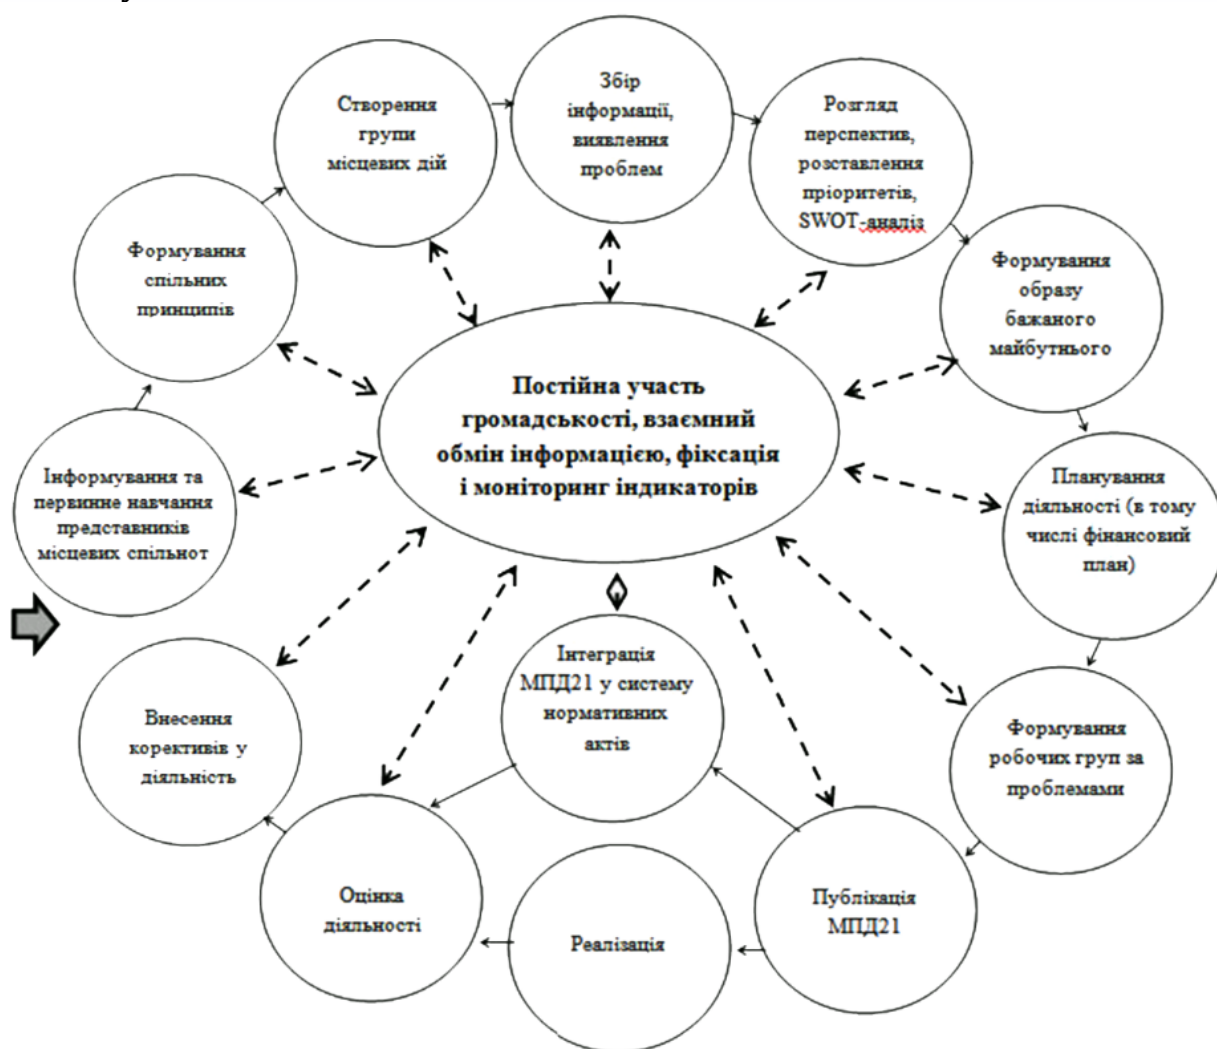 Створення
групи
місцевих дій
Збір
інформації,
виявлення
проблем
Розгляд
перспектив,
розставлення
пріоритетів,
SWOT-аналіз
Формування
спільних
принципів
Формування
образу
бажаного
майбутнього
Постійна участь
громадськості, взаємний
обмін інформацією, фіксація
і моніторинг індикаторів
Інформування та
первинне навчання
представників
місцевих спільнот
Планування
діяльності (в тому
числі фінансовий
план)
Інтеграція
МПД21 у систему
нормативних
актів
Внесення
корективів у
діяльність
Формування
робочих груп за
проблемами
Оцінка
діяльності
Реалізація
Публікація
МПД21